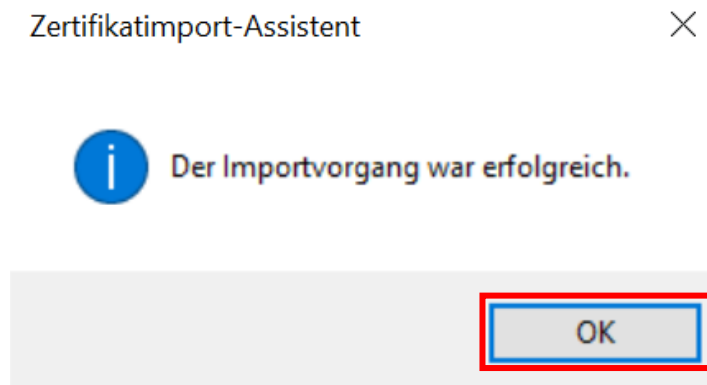 Zertifikatimport-Assistent
Der Importvorgang war erfolgreich.
OK